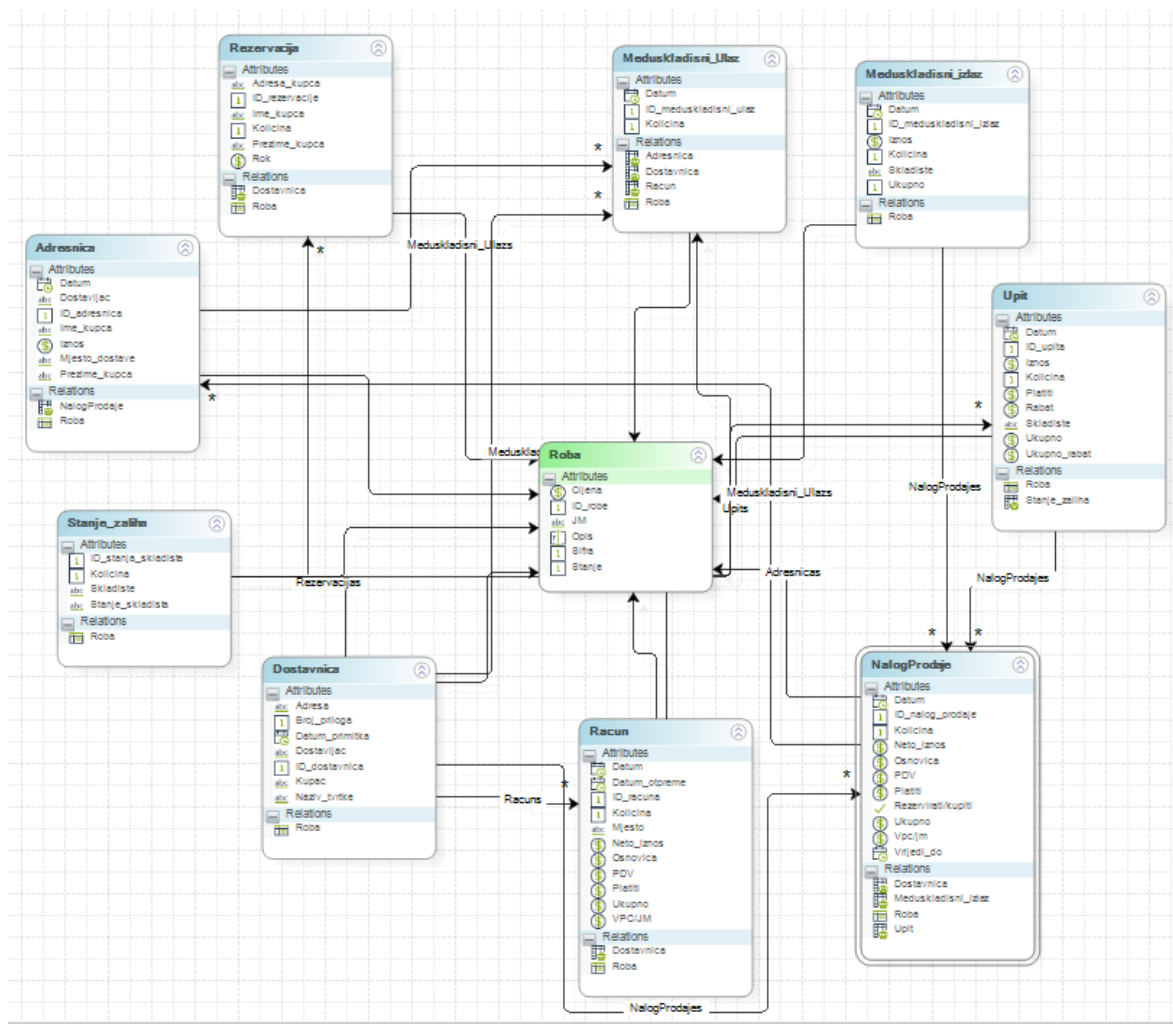 Rezervacija
Attributes
Adresa_kupca
ID_rezervacije
Ime_kupca
Kolicina
Prezime_kupca
Rok
Relations
Dostavnica
Roba
Meduskladisni_Ulaz
Attributes
Datum
ID_meduskladisni_ulaz
Kolicina
Relations
Adresnica
Dostavnica
Racun
Roba
Meduskladisni_izlaz
Attributes
Datum
ID_meduskladisni_izlaz
Iznos
Kolicina
Skladiste
Ukupno
Relations
Roba
*
*
Meduskladisni_Ulazs
*
Adresnica
Attributes
Datum
Dostavljac
ID_adresnica
Ime_kupca
Iznos
Mjesto_dostave
Prezime_kupca
Relations
NalogProdaje
Roba
*
Upit
Attributes
Datum
ID_upita
Iznos
Kolicina
Platiti
Rabat
Skladiste
Ukupno
Ukupno_rabat
Relations
Roba
Stanje_zaliha
*
Medusklad
Roba
Attributes
Cijena
ID_robe
JM
Opis
Sifra
Stanje
NalogProdajes
Meduskladisni_Ulazs
Upits
Stanje_zaliha
Attributes
ID_stanja_skladista
Kolicina
Skladiste
Stanje_skladista
Relations
Roba
Rezervacijas
Adresnicas
NalogProdajes
*
*
Dostavnica
Attributes
Adresa
Broj_priloga
Datum_primitka
Dostavljac
ID_dostavnica
Kupac
Naziv_tvrtke
Relations
Roba
*
Racuns
Racun
Attributes
Datum
Datum_otpreme
ID_racuna
Kolicina
Mjesto
Neto_iznos
Osnovica
PDV
Platiti
Ukupno
VPC/JM
Relations
Dostavnica
Roba
*
NalogProdaje
Attributes
Datum
ID_nalog_prodaje
Kolicina
Neto_iznos
Osnovica
PDV
Platiti
Rezervirati/kupiti
Ukupno
Vpc/jm
Vrijedi_do
Relations
Dostavnica
Meduskladisni_izlaz
Roba
Upit
NalogProdajes